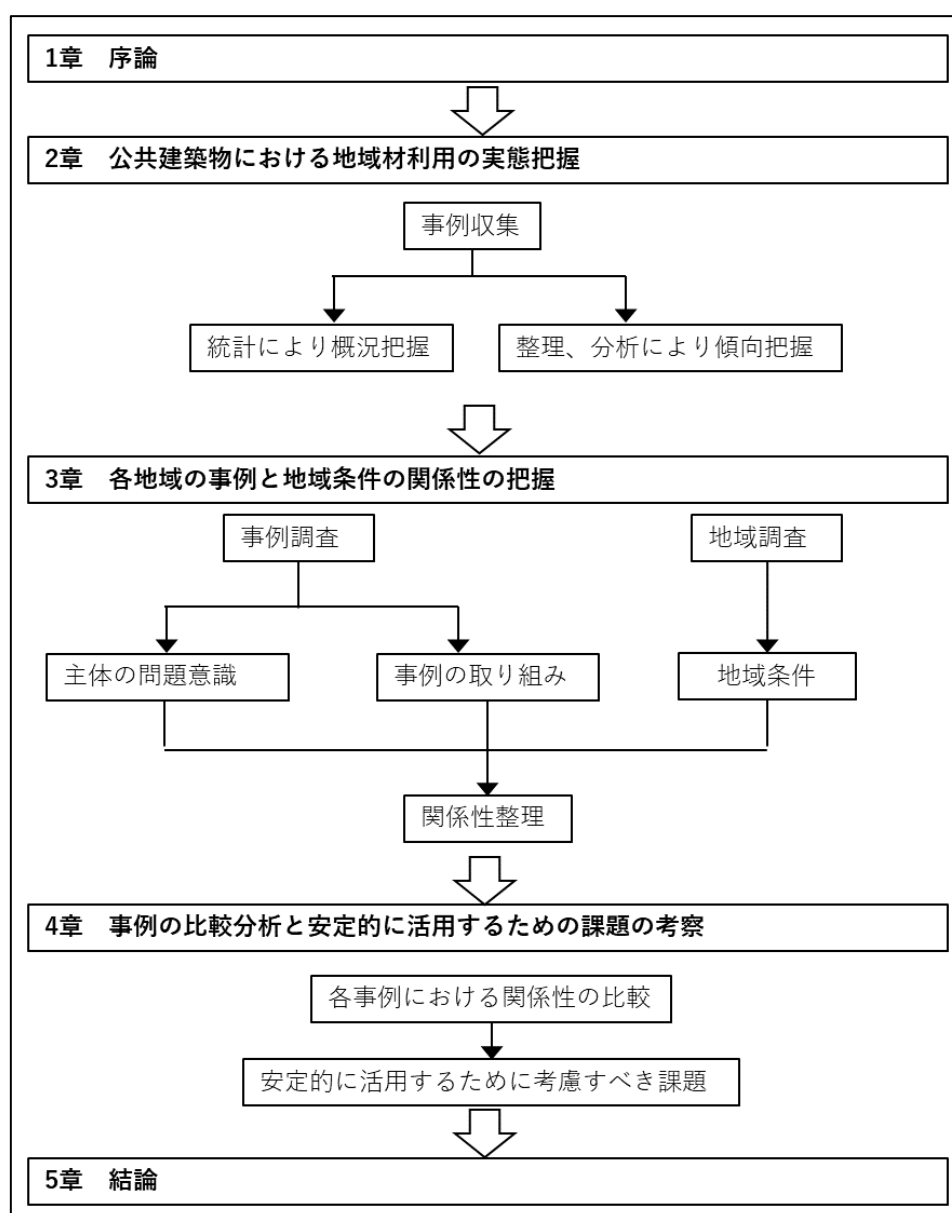 1章　序論
2章　公共建築物における地域材利用の実態把握
事例収集
統計により概況把握
整理、分析により傾向把握
3章　各地域の事例と地域条件の関係性の把握
事例調査
地域調査
主体の問題意識
事例の取り組み
地域条件
関係性整理
4章　事例の比較分析と安定的に活用するための課題の考察
各事例における関係性の比較
安定的に活用するために考慮すべき課題
5章　結論